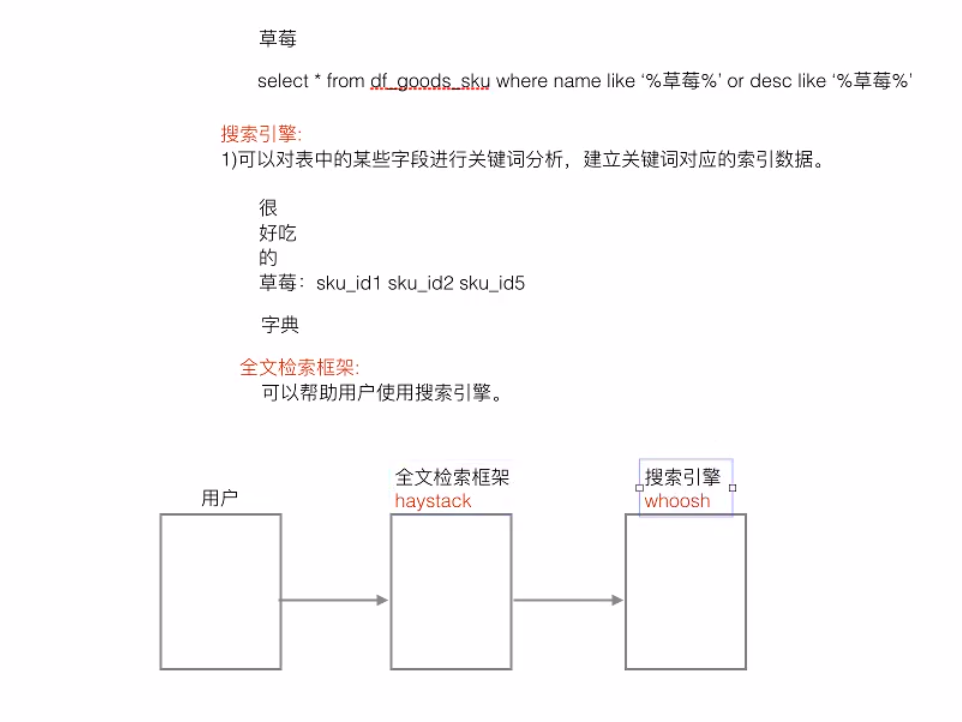 草莓
select * from df_goods_sku where name like ‘%草莓%’ or desc like ‘%草莓%'
搜索引擎:
1)可以对表中的某些字段进行关键词分析，建立关键词对应的索引数据。
很
好吃
的
草莓：sku_id1 sku_id2 sku_id5
字典
全文检索框架:
可以帮助用户使用搜索引擎。
用户
全文检索框架
haystack
搜索引擎
whoosh